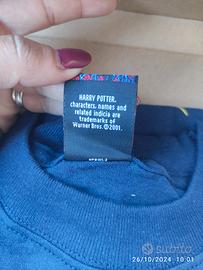 HARRY POTTER,
characters, names and
related indicia are
trademarks of
Warner Bros.©2001.
subito
26/10/2024 10:01